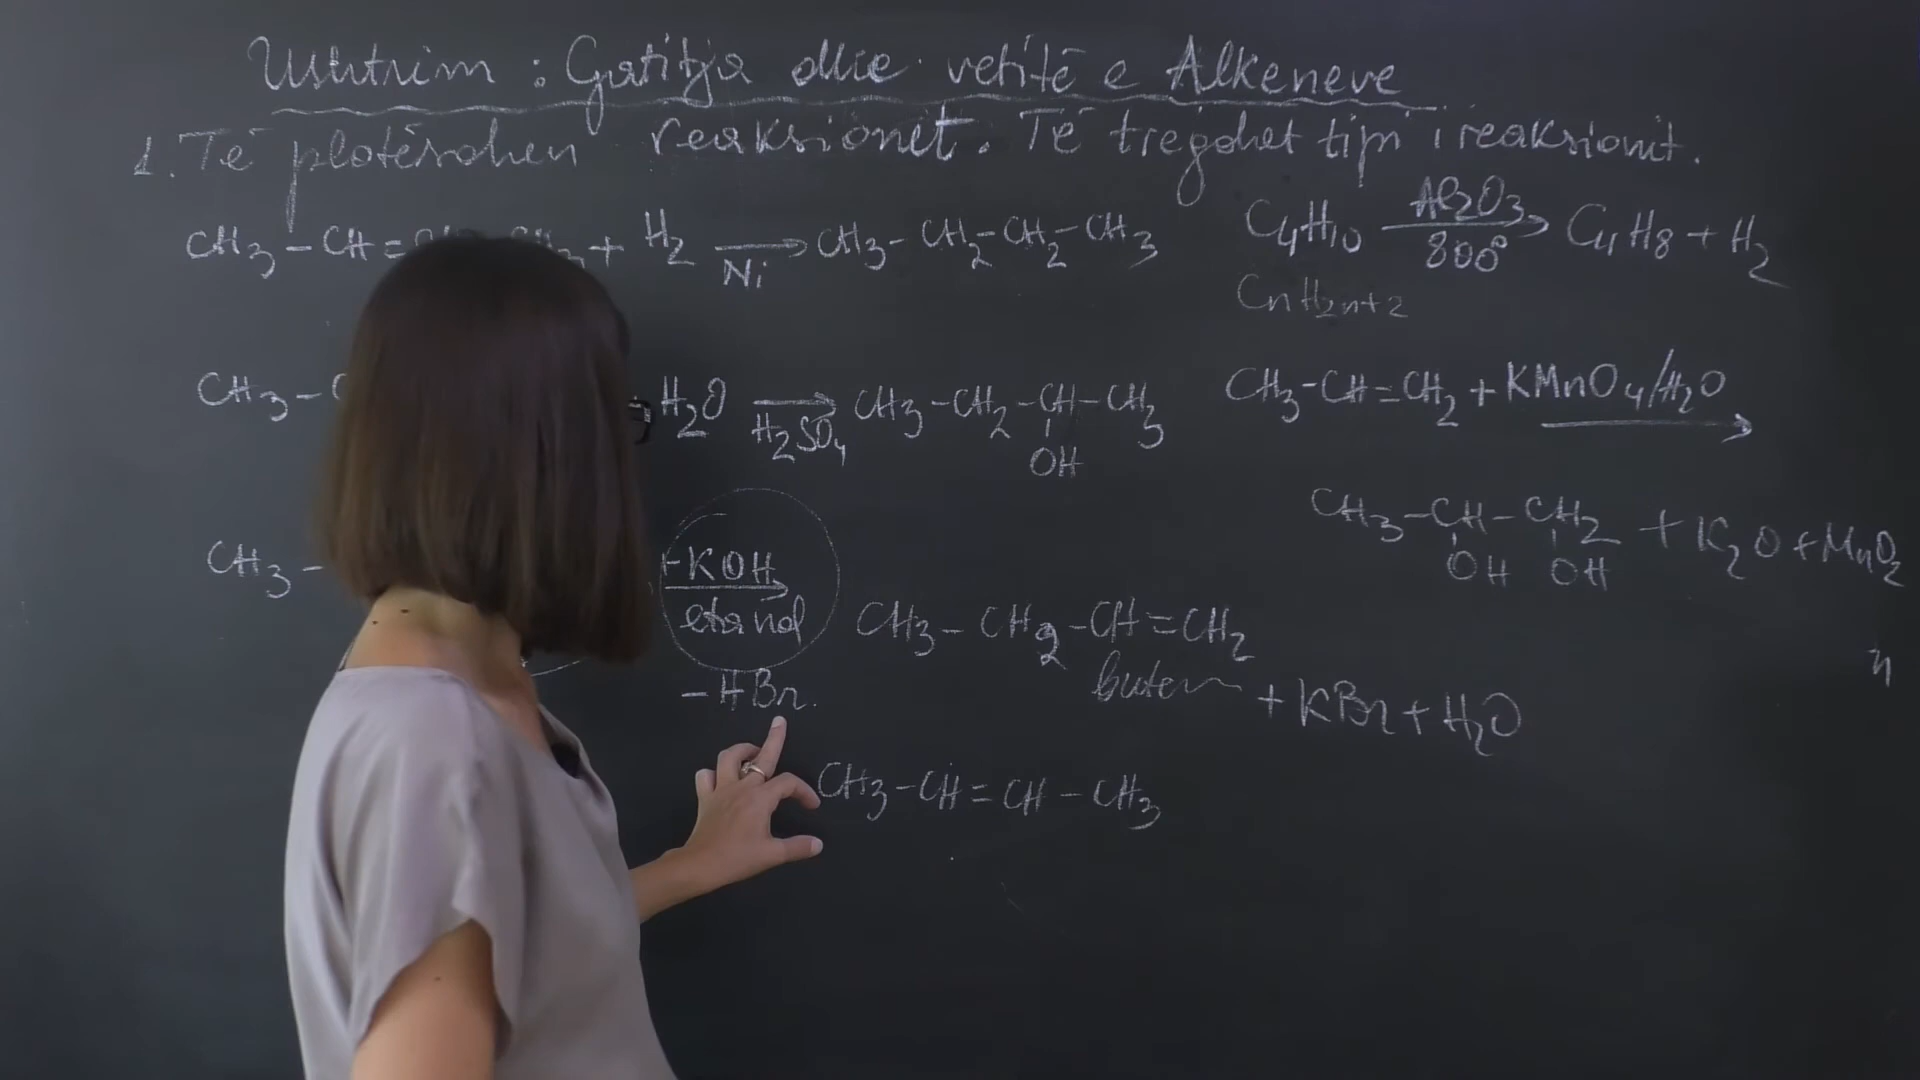 Ushtrim : Gatitja dhe vetitë e Alkeneve
1. Të plotësohen reaksionet. Të tregohet tipi i reaksionit.
CH3 – CH = + H2 → Ni CH3 – CH2 – CH2 – CH3
C4H10 Al2O3 → 800° C4H8 + H2
CnH2n+2
CH3 – H2O → H2SO4 CH3 – CH2 – CH – CH3
OH
CH3 – CH = CH2 + KMnO4/H2O →
CH3 – CH – CH2 + K2O + MnO2
OH OH
CH3 – +KOH → etanol
– HBr
CH3 – CH2 – CH = CH2
buten + KBr + H2O
CH3 – CH = CH – CH3